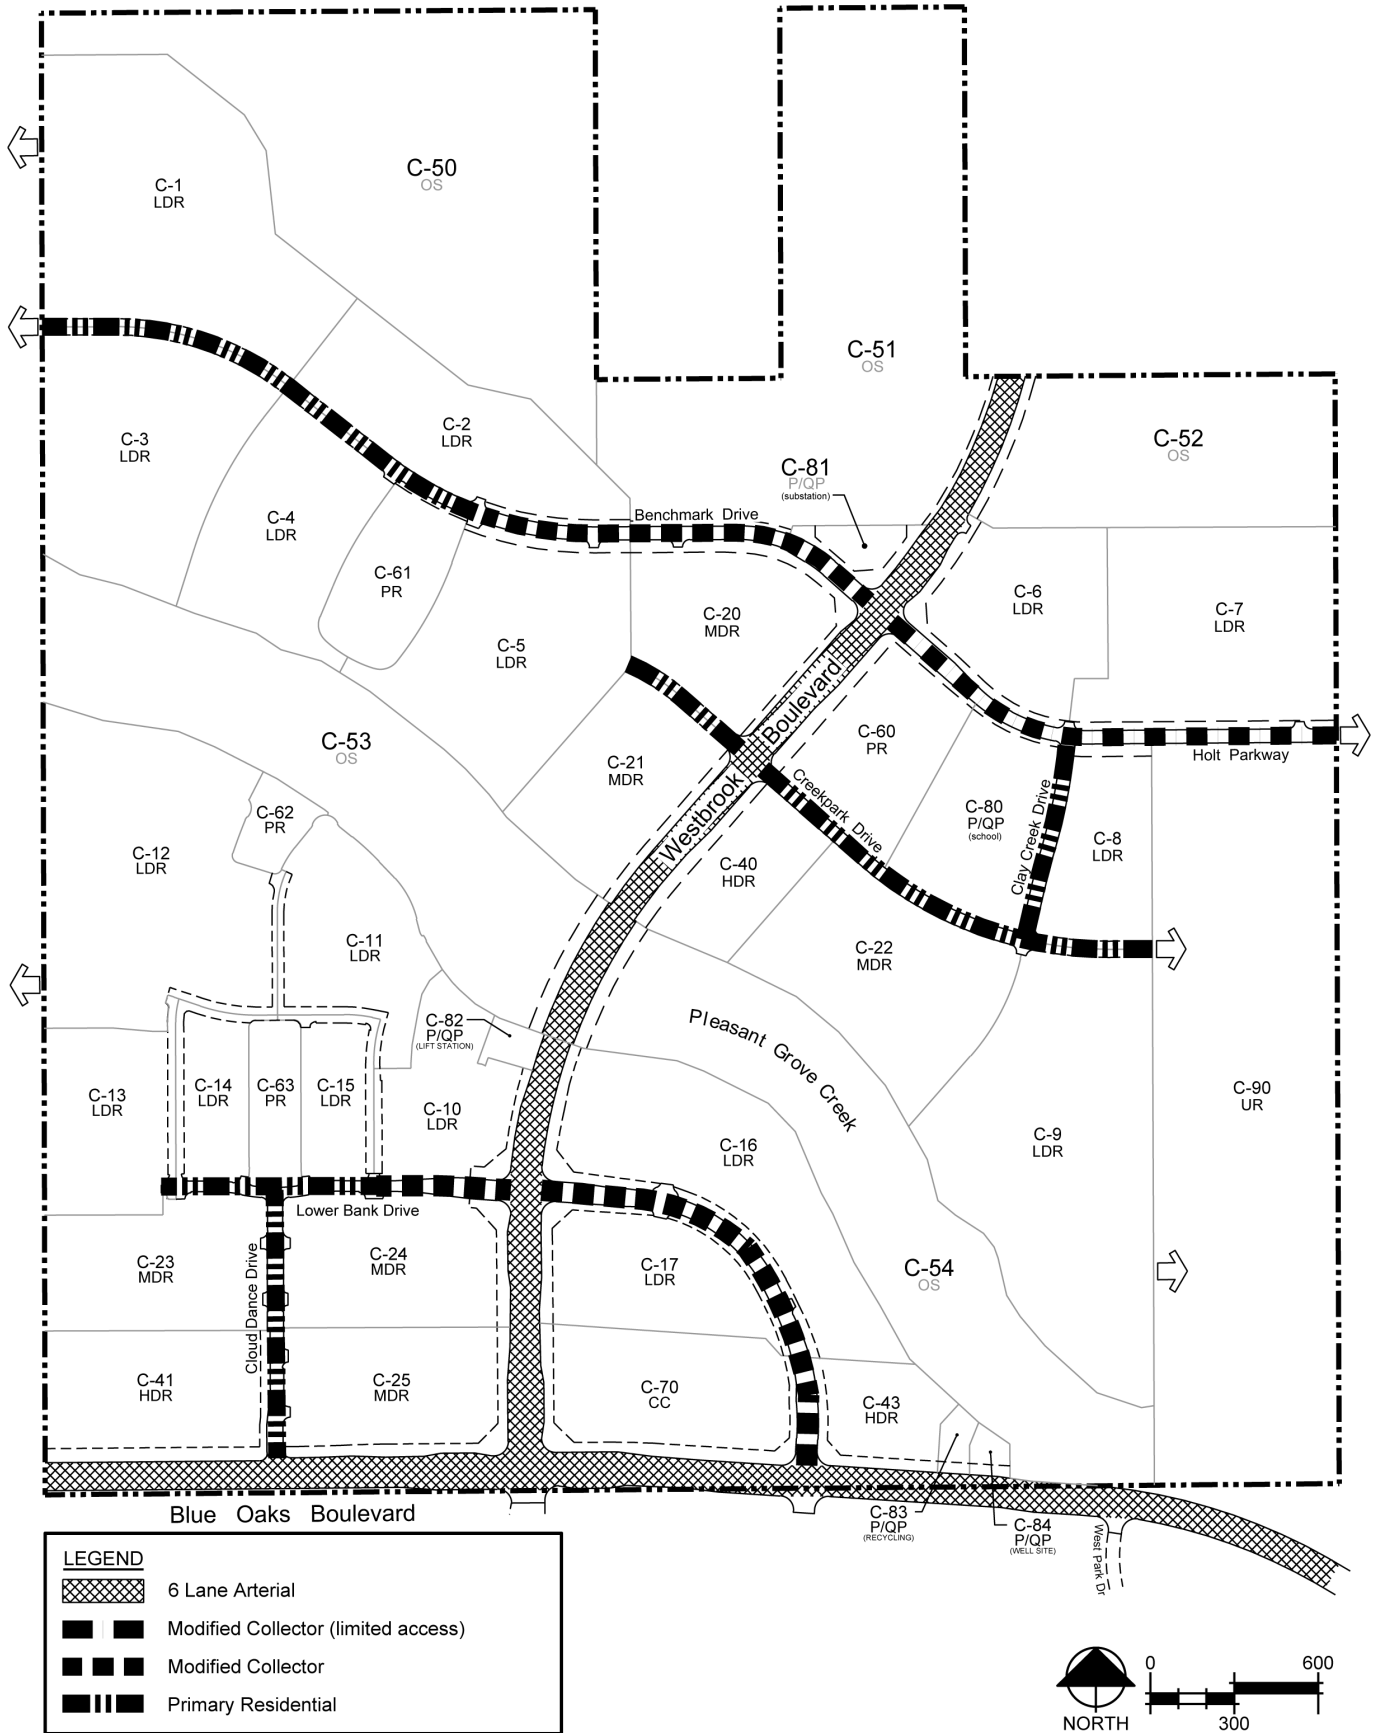 C-50
OS
C-1
LDR
C-51
OS
C-2
LDR
C-3
LDR
C-52
OS
C-81
P/QP
(substation)
Benchmark Drive
C-4
LDR
C-61
PR
C-6
LDR
C-7
LDR
C-20
MDR
C-5
LDR
Westbrook Boulevard
C-60
PR
C-53
OS
C-21
MDR
Holt Parkway
Creekpark Drive
C-80
P/QP
(school)
Clay Creek Drive
C-62
PR
C-8
LDR
C-12
LDR
C-40
HDR
C-11
LDR
C-22
MDR
C-82
P/QP
(LIFT STATION)
Pleasant Grove Creek
C-13
LDR
C-14
LDR
C-63
PR
C-15
LDR
C-10
LDR
C-90
UR
C-16
LDR
C-9
LDR
Lower Bank Drive
C-23
MDR
Cloud Dance Drive
C-24
MDR
C-17
LDR
C-54
OS
C-41
HDR
C-25
MDR
C-70
CC
C-43
HDR
Blue Oaks Boulevard
C-83
P/QP
(RECYCLING)
C-84
P/QP
(WELL SITE)
West Park Dr
LEGEND
6 Lane Arterial
Modified Collector (limited access)
Modified Collector
Primary Residential
NORTH
0
600
300